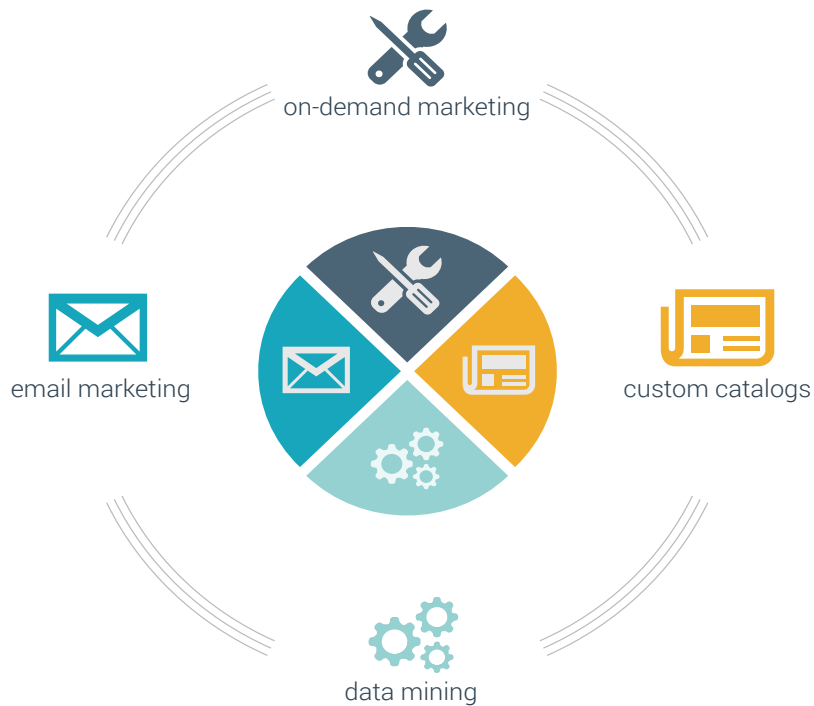 on-demand marketing
email marketing
custom catalogs
data mining